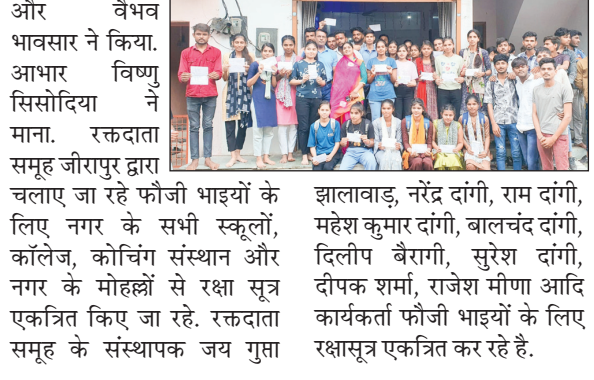 और वैभव
भावसार ने किया.
आभार विष्णु
सिसोदिया ने
माना. रक्तदाता
समूह जीरापुर द्वारा
चलाए जा रहे फौजी भाइयों के
लिए नगर के सभी स्कूलों,
कॉलेज, कोचिंग संस्थान और
नगर के मोहल्लों से रक्षा सूत्र
एकत्रित किए जा रहे. रक्तदाता
समूह के संस्थापक जय गुप्ता
झालावाड़, नरेंद्र दांगी, राम दांगी,
महेश कुमार दांगी, बालचंद दांगी,
दिलीप बैरागी, सुरेश दांगी,
दीपक शर्मा, राजेश मीणा आदि
कार्यकर्ता फौजी भाइयों के लिए
रक्षासूत्र एकत्रित कर रहे है.